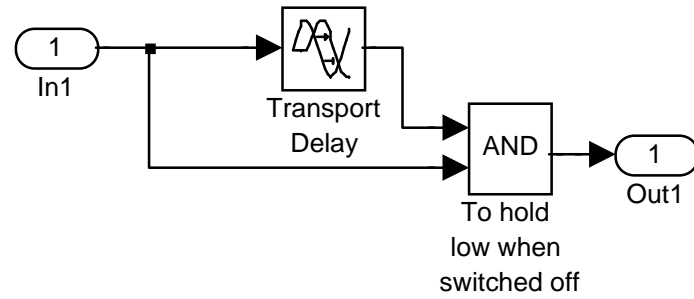 1
In1
Transport
Delay
AND
To hold
low when
switched off
1
Out1